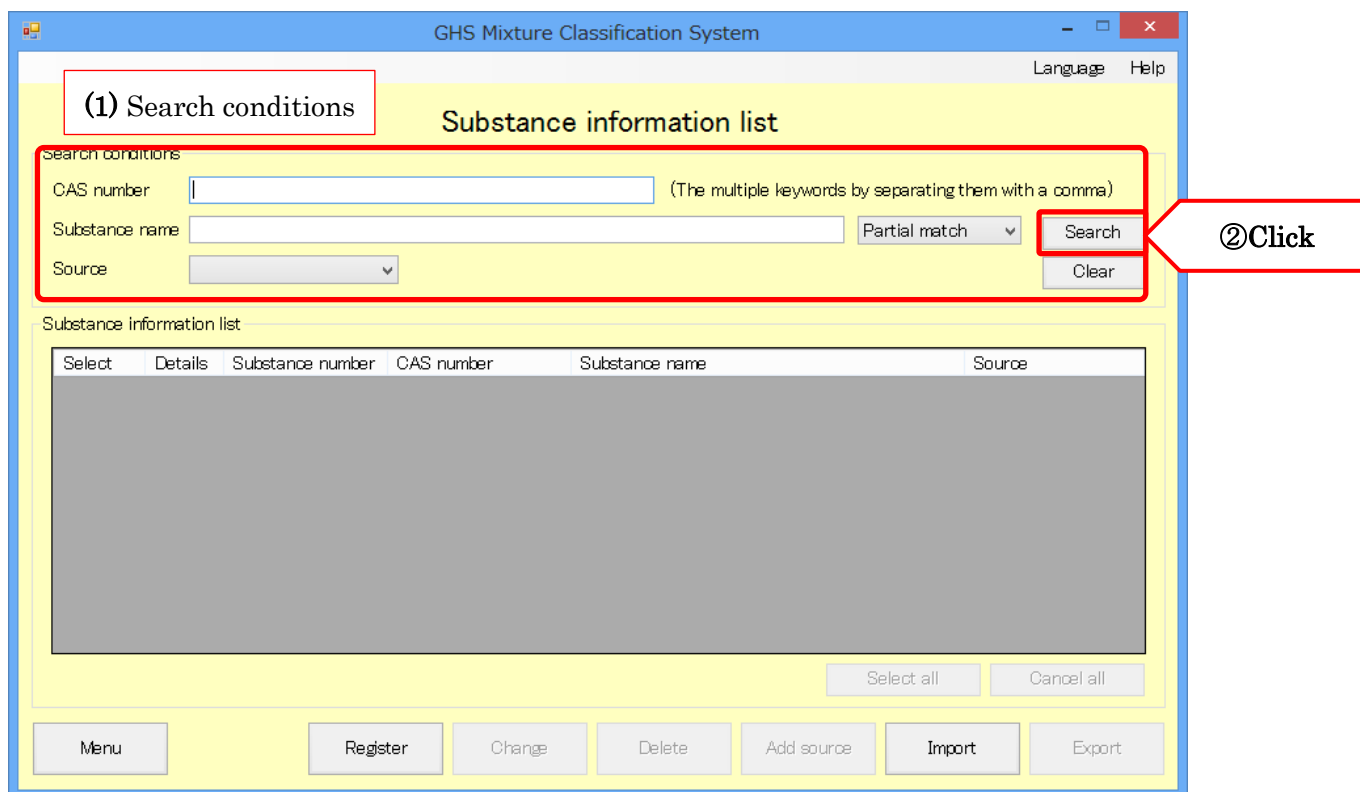 GHS Mixture Classification System
Language Help
(1) Search conditions
Substance information list
Search conditions
CAS number (The multiple keywords by separating them with a comma)
Substance name Partial match Search
②Click
Source Clear
Substance information list
Select Details Substance number CAS number Substance name Source
Select all Cancel all
Menu Register Change Delete Add source Import Export